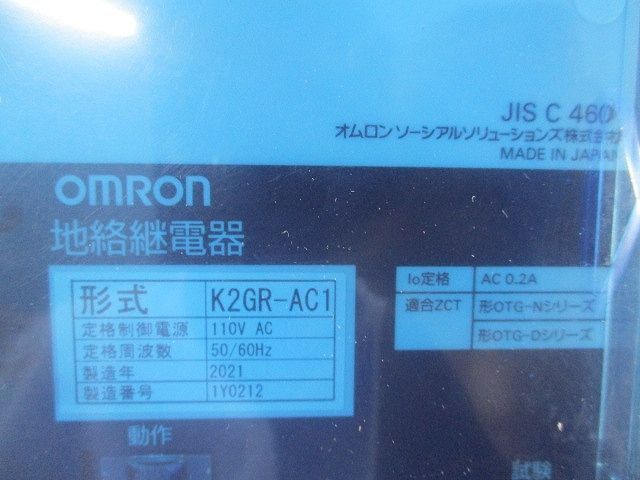 JIS C 460
オムロン ソーシアルソリューションズ株式会社
MADE IN JAPAN
OMRON
地絡継電器
形式 K2GR-AC1
定格制御電源 110V AC
定格周波数 50/60Hz
製造年 2021
製造番号 1Y0212
Io定格 AC 0.2A
適合ZCT 形OTG-Nシリーズ
形OTG-Dシリーズ
動作
試験